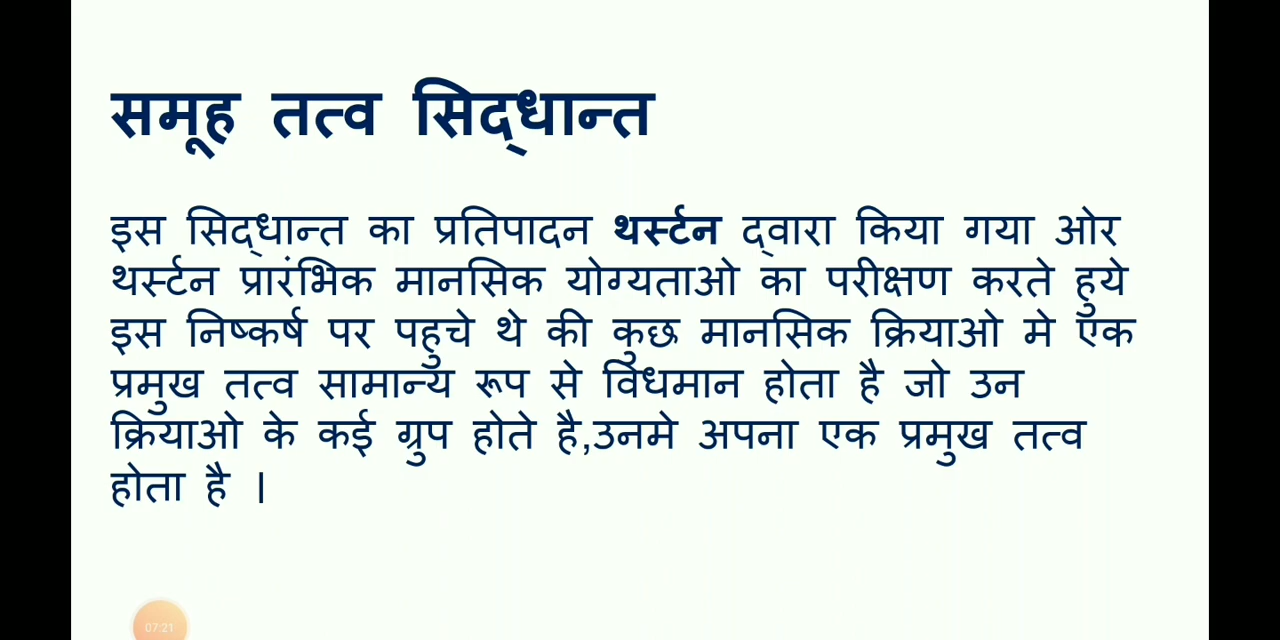 समूह तत्व सिद्धान्त
इस सिद्धान्त का प्रतिपादन थर्स्टन द्वारा किया गया ओर
थर्स्टन प्रारंभिक मानसिक योग्यताओ का परीक्षण करते हुये
इस निष्कर्ष पर पहुचे थे की कुछ मानसिक क्रियाओ मे एक
प्रमुख तत्व सामान्य रूप से विधमान होता है जो उन
क्रियाओ के कई ग्रुप होते है,उनमे अपना एक प्रमुख तत्व
होता है ।
07:21